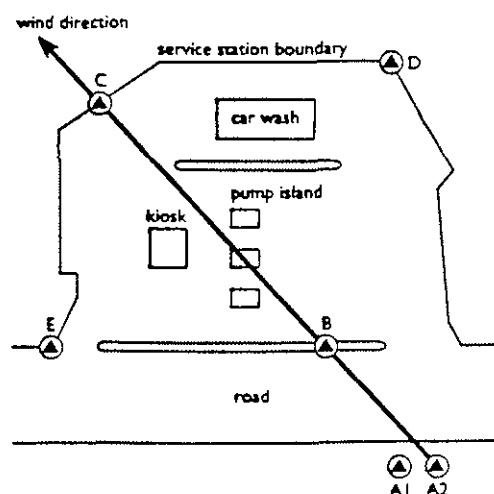 wind direction
service station boundary
C
D
car wash
pump island
kiosk
E
B
road
A1 A2